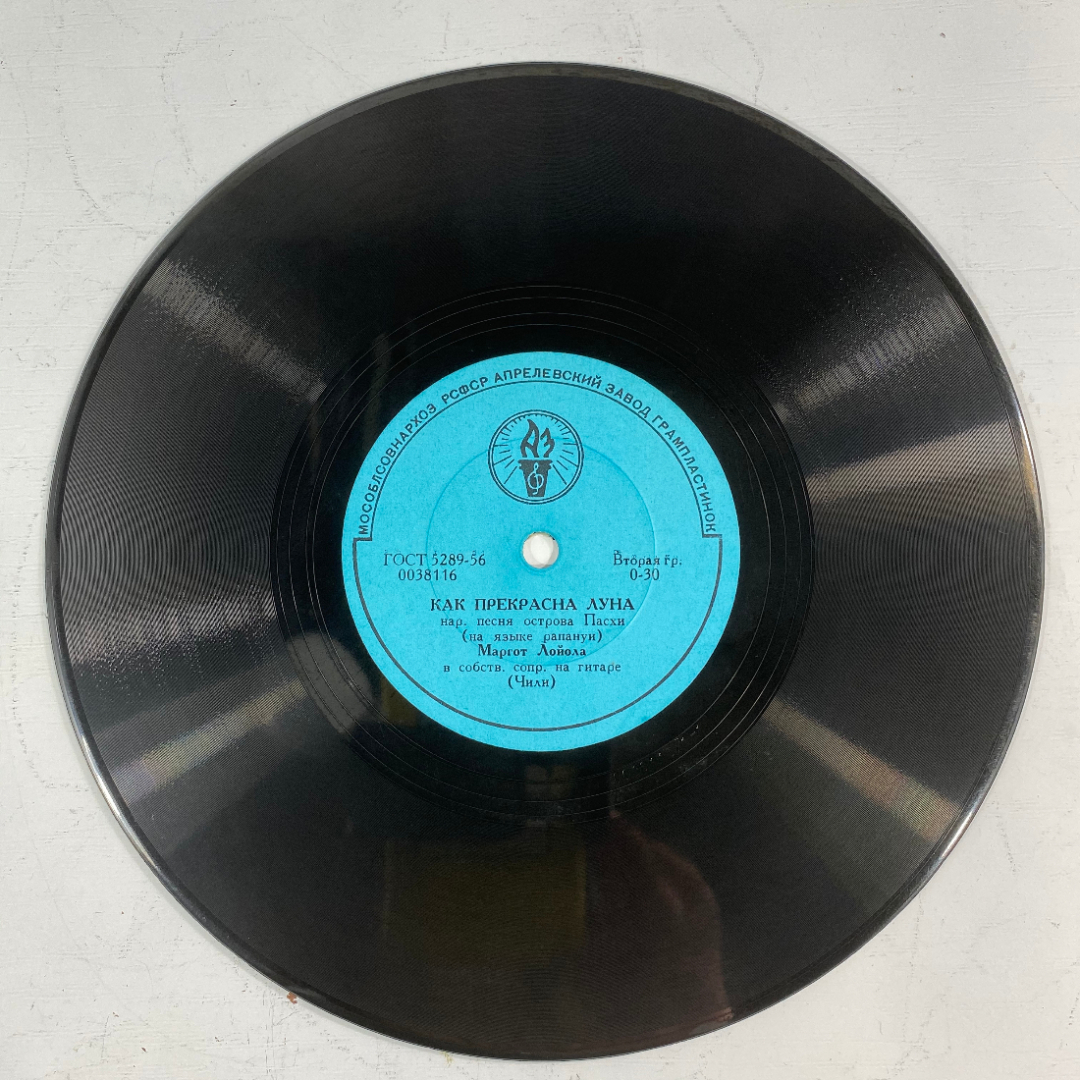 МОСОБЛСОВНАРХОЗ РСФСР АПРЕЛЕВСКИЙ ЗАВОД ГРАМПЛАСТИНОК
АЗ
ГОСТ 5289-56
0038116
Вторая гр.
0-30
КАК ПРЕКРАСНА ЛУНА
нар. песня острова Пасхи
(на языке рапануи)
Маргот Лойола
в собств. сопр. на гитаре
(Чили)